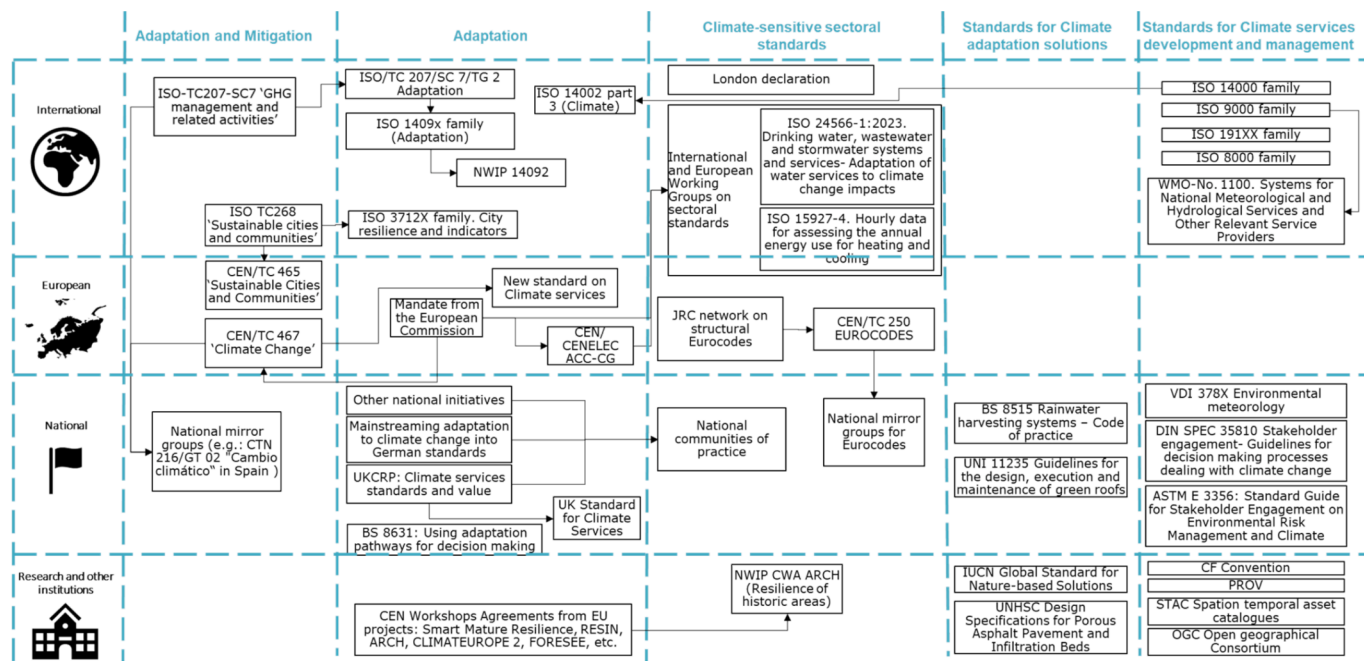 Adaptation and Mitigation
Adaptation
Climate-sensitive sectoral
standards
Standards for Climate
adaptation solutions
Standards for Climate services
development and management
International
ISO-TC207-SC7 ‘GHG
management and
related activities’
ISO/TC 207/SC 7/TG 2
Adaptation
ISO 1409x family
(Adaptation)
NWIP 14092
ISO 14002 part
3 (Climate)
ISO TC268
‘Sustainable cities
and communities’
ISO 3712X family. City
resilience and indicators
London declaration
International
and European
Working
Groups on
sectoral
standards
ISO 24566-1:2023.
Drinking water, wastewater
and stormwater systems
and services- Adaptation of
water services to climate
change impacts
ISO 15927-4. Hourly data
for assessing the annual
energy use for heating and
cooling
ISO 14000 family
ISO 9000 family
ISO 191XX family
ISO 8000 family
WMO-No. 1100. Systems for
National Meteorological and
Hydrological Services and
Other Relevant Service
Providers
European
CEN/TC 465
‘Sustainable Cities
and Communities’
CEN/TC 467
‘Climate Change’
New standard on
Climate services
Mandate from
the European
Commission
CEN/
CENELEC
ACC-CG
JRC network on
structural
Eurocodes
CEN/TC 250
EUROCODES
National
National mirror
groups (e.g.: CTN
216/GT 02 "Cambio
climático" in Spain )
Other national initiatives
Mainstreaming adaptation
to climate change into
German standards
UKCRP: Climate services
standards and value
UK Standard
for Climate
Services
BS 8631: Using adaptation
pathways for decision making
National
communities of
practice
National mirror
groups for
Eurocodes
BS 8515 Rainwater
harvesting systems – Code
of practice
UNI 11235 Guidelines for
the design, execution and
maintenance of green roofs
VDI 378X Environmental
meteorology
DIN SPEC 35810 Stakeholder
engagement- Guidelines for
decision making processes
dealing with climate change
ASTM E 3356: Standard Guide
for Stakeholder Engagement on
Environmental Risk
Management and Climate
Research and other
institutions
CEN Workshops Agreements from EU
projects: Smart Mature Resilience, RESIN,
ARCH, CLIMATEUROPE 2, FORESEE, etc.
NWIP CWA ARCH
(Resilience of
historic areas)
IUCN Global Standard for
Nature-based Solutions
UNHSC Design
Specifications for Porous
Asphalt Pavement and
Infiltration Beds
CF Convention
PROV
STAC Spation temporal asset
catalogues
OGC Open geographical
Consortium